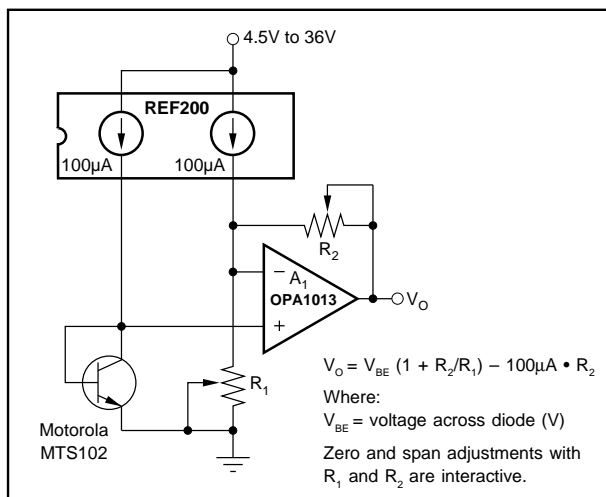 4.5V to 36V
REF200
100µA
100µA
R2
– A1
OPA1013
+
VO
R1
Motorola
MTS102
VO = VBE (1 + R2/R1) – 100µA • R2
Where:
VBE = voltage across diode (V)
Zero and span adjustments with
R1 and R2 are interactive.